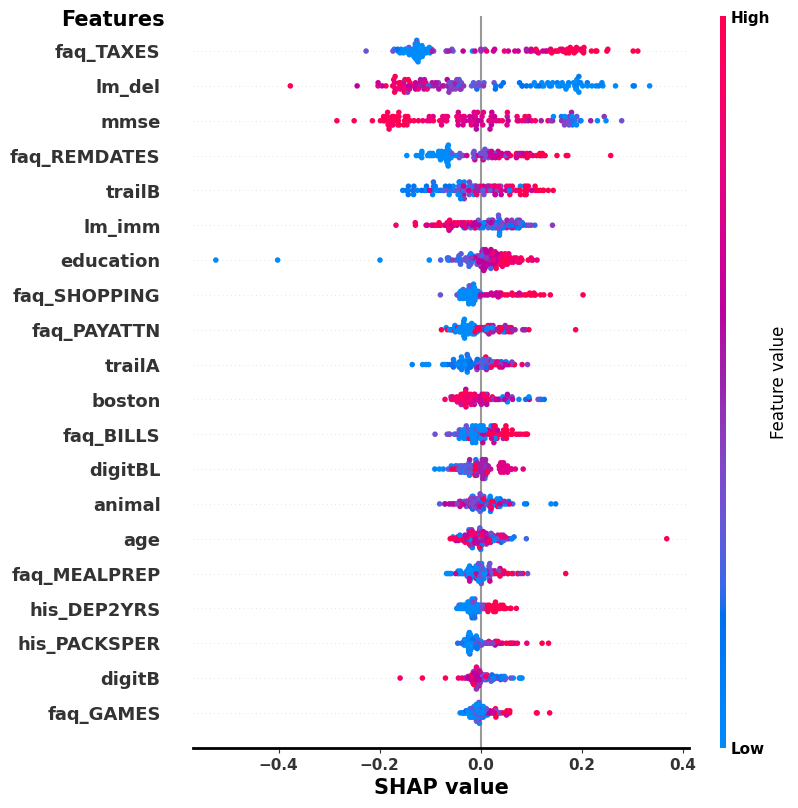 Features
High
faq_TAXES
lm_del
mmse
faq_REMDATES
trailB
lm_imm
education
faq_SHOPPING
faq_PAYATTN
trailA
boston
faq_BILLS
digitBL
animal
age
faq_MEALPREP
his_DEP2YRS
his_PACKSPER
digitB
faq_GAMES
Feature value
Low
−0.4 −0.2 0.0 0.2 0.4
SHAP value